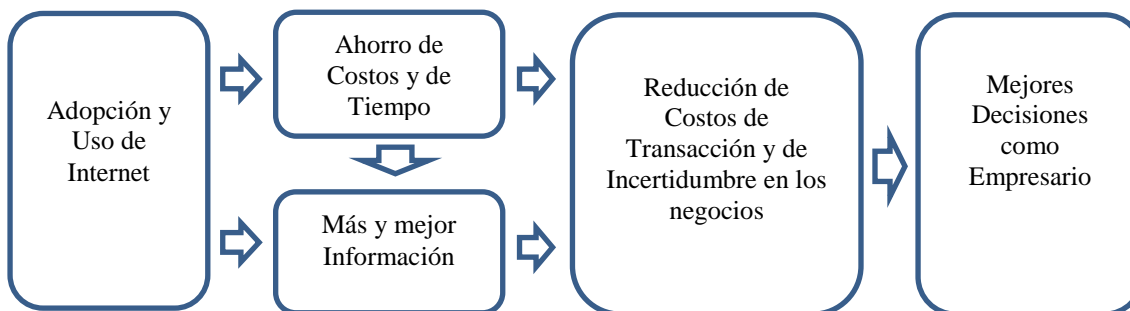 Adopción y
Uso de
Internet
Ahorro de
Costos y de
Tiempo
Más y mejor
Información
Reducción de
Costos de
Transacción y de
Incertidumbre en los
negocios
Mejores
Decisiones
como
Empresario